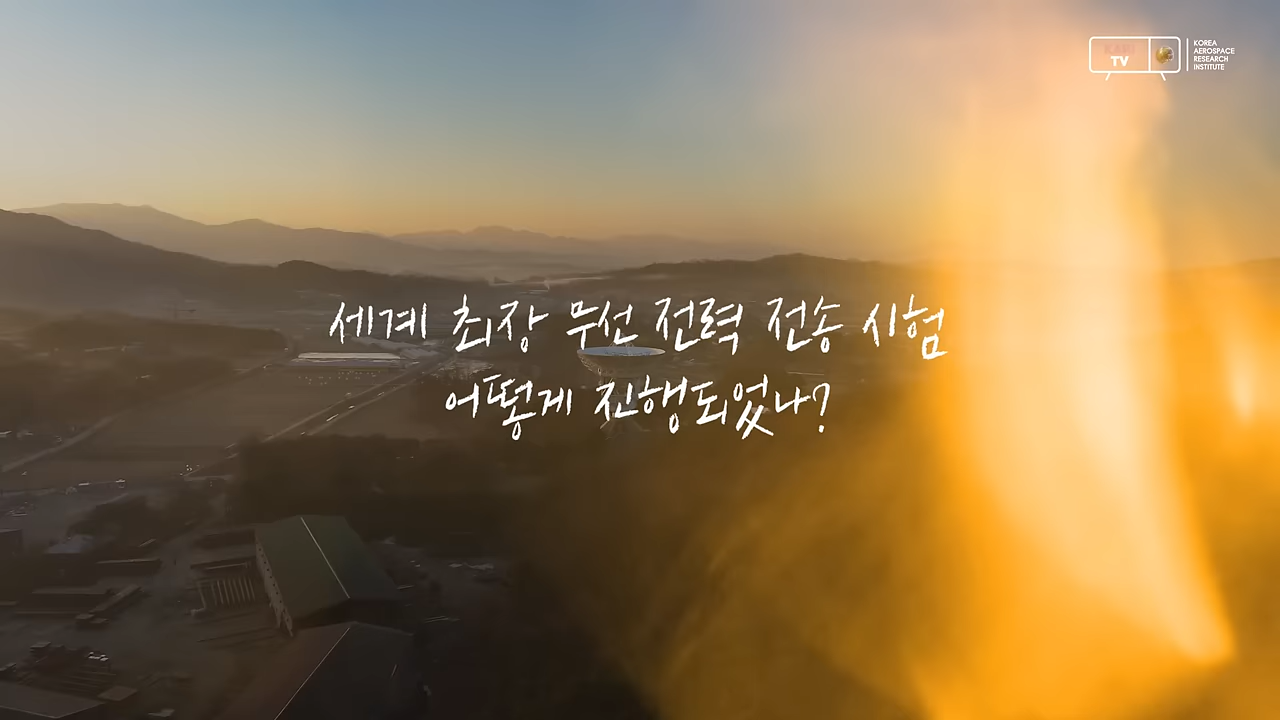 KARI
TV
KOREA
AEROSPACE
RESEARCH
INSTITUTE
세계 최장 무선 전력 전송 시험
어떻게 진행되었나?